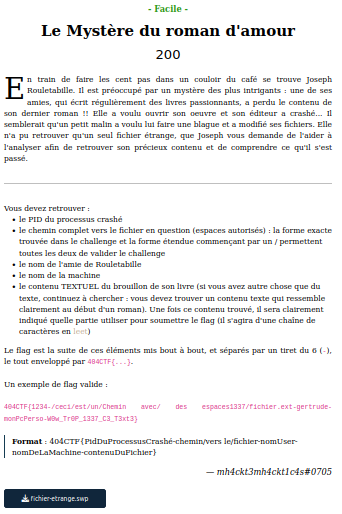 - Facile -
Le Mystère du roman d'amour
200
En train de faire les cent pas dans un couloir du café se trouve Joseph
Rouletabille. Il est préoccupé par un mystère des plus intrigants : une de ses
amies, qui écrit régulièrement des livres passionnants, a perdu le contenu de
son dernier roman !! Elle a voulu ouvrir son oeuvre et son éditeur a crashé... Il
semblerait qu'un petit malin a voulu lui faire une blague et a modifié ses fichiers. Elle
n'a pu retrouver qu'un seul fichier étrange, que Joseph vous demande de l'aider à
l'analyser afin de retrouver son précieux contenu et de comprendre ce qu'il s'est
passé.
Vous devez retrouver :
• le PID du processus crashé
• le chemin complet vers le fichier en question (espaces autorisés) : la forme exacte
trouvée dans le challenge et la forme étendue commençant par un / permettent
toutes les deux de valider le challenge
• le nom de l'amie de Rouletabille
• le nom de la machine
• le contenu TEXTUEL du brouillon de son livre (si vous avez autre chose que du
texte, continuez à chercher : vous devez trouver un contenu texte qui ressemble
clairement au début d'un roman). Une fois ce contenu trouvé, il sera clairement
indiqué quelle partie utiliser pour soumettre le flag (il s'agira d'une chaîne de
caractères en leet)
Le flag est la suite de ces éléments mis bout à bout, et séparés par un tiret du 6 (-),
le tout enveloppé par 404CTF{...}.
Un exemple de flag valide :
404CTF{1234-/ceci/est/un/Chemin avec/ des espaces1337/fichier.ext-gertrude-
monPcPerso-W0w_Tr0P_1337_C3_T3xt3}
Format : 404CTF{PidDuProcessusCrashé-chemin/vers le/fichier-nomUser-
nomDeLaMachine-contenuDuFichier}
— mh4ckt3mh4ckt1c4s#0705
fichier-etrange.swp